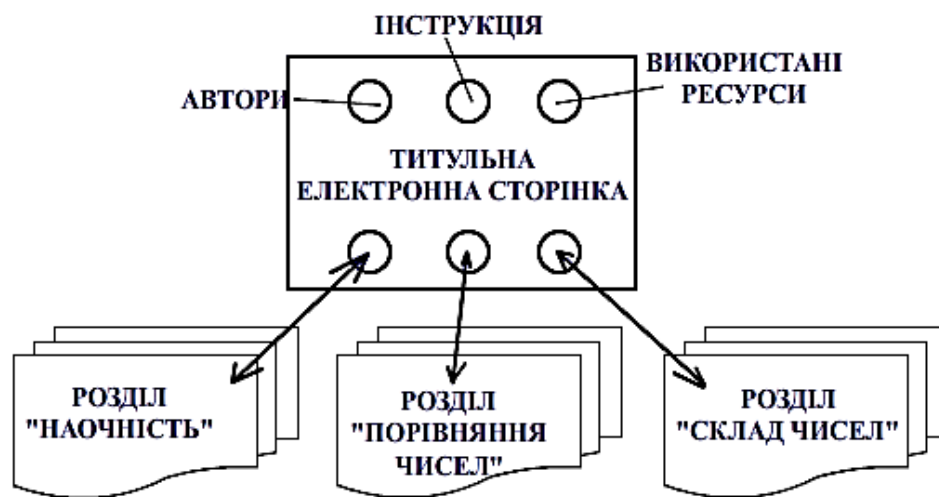 ІНСТРУКЦІЯ
АВТОРИ
ВИКОРИСТАНІ
РЕСУРСИ
ТИТУЛЬНА
ЕЛЕКТРОННА СТОРІНКА
РОЗДІЛ
"НАОЧНІСТЬ"
РОЗДІЛ
"ПОРІВНЯННЯ
ЧИСЕЛ"
РОЗДІЛ
"СКЛАД ЧИСЕЛ"